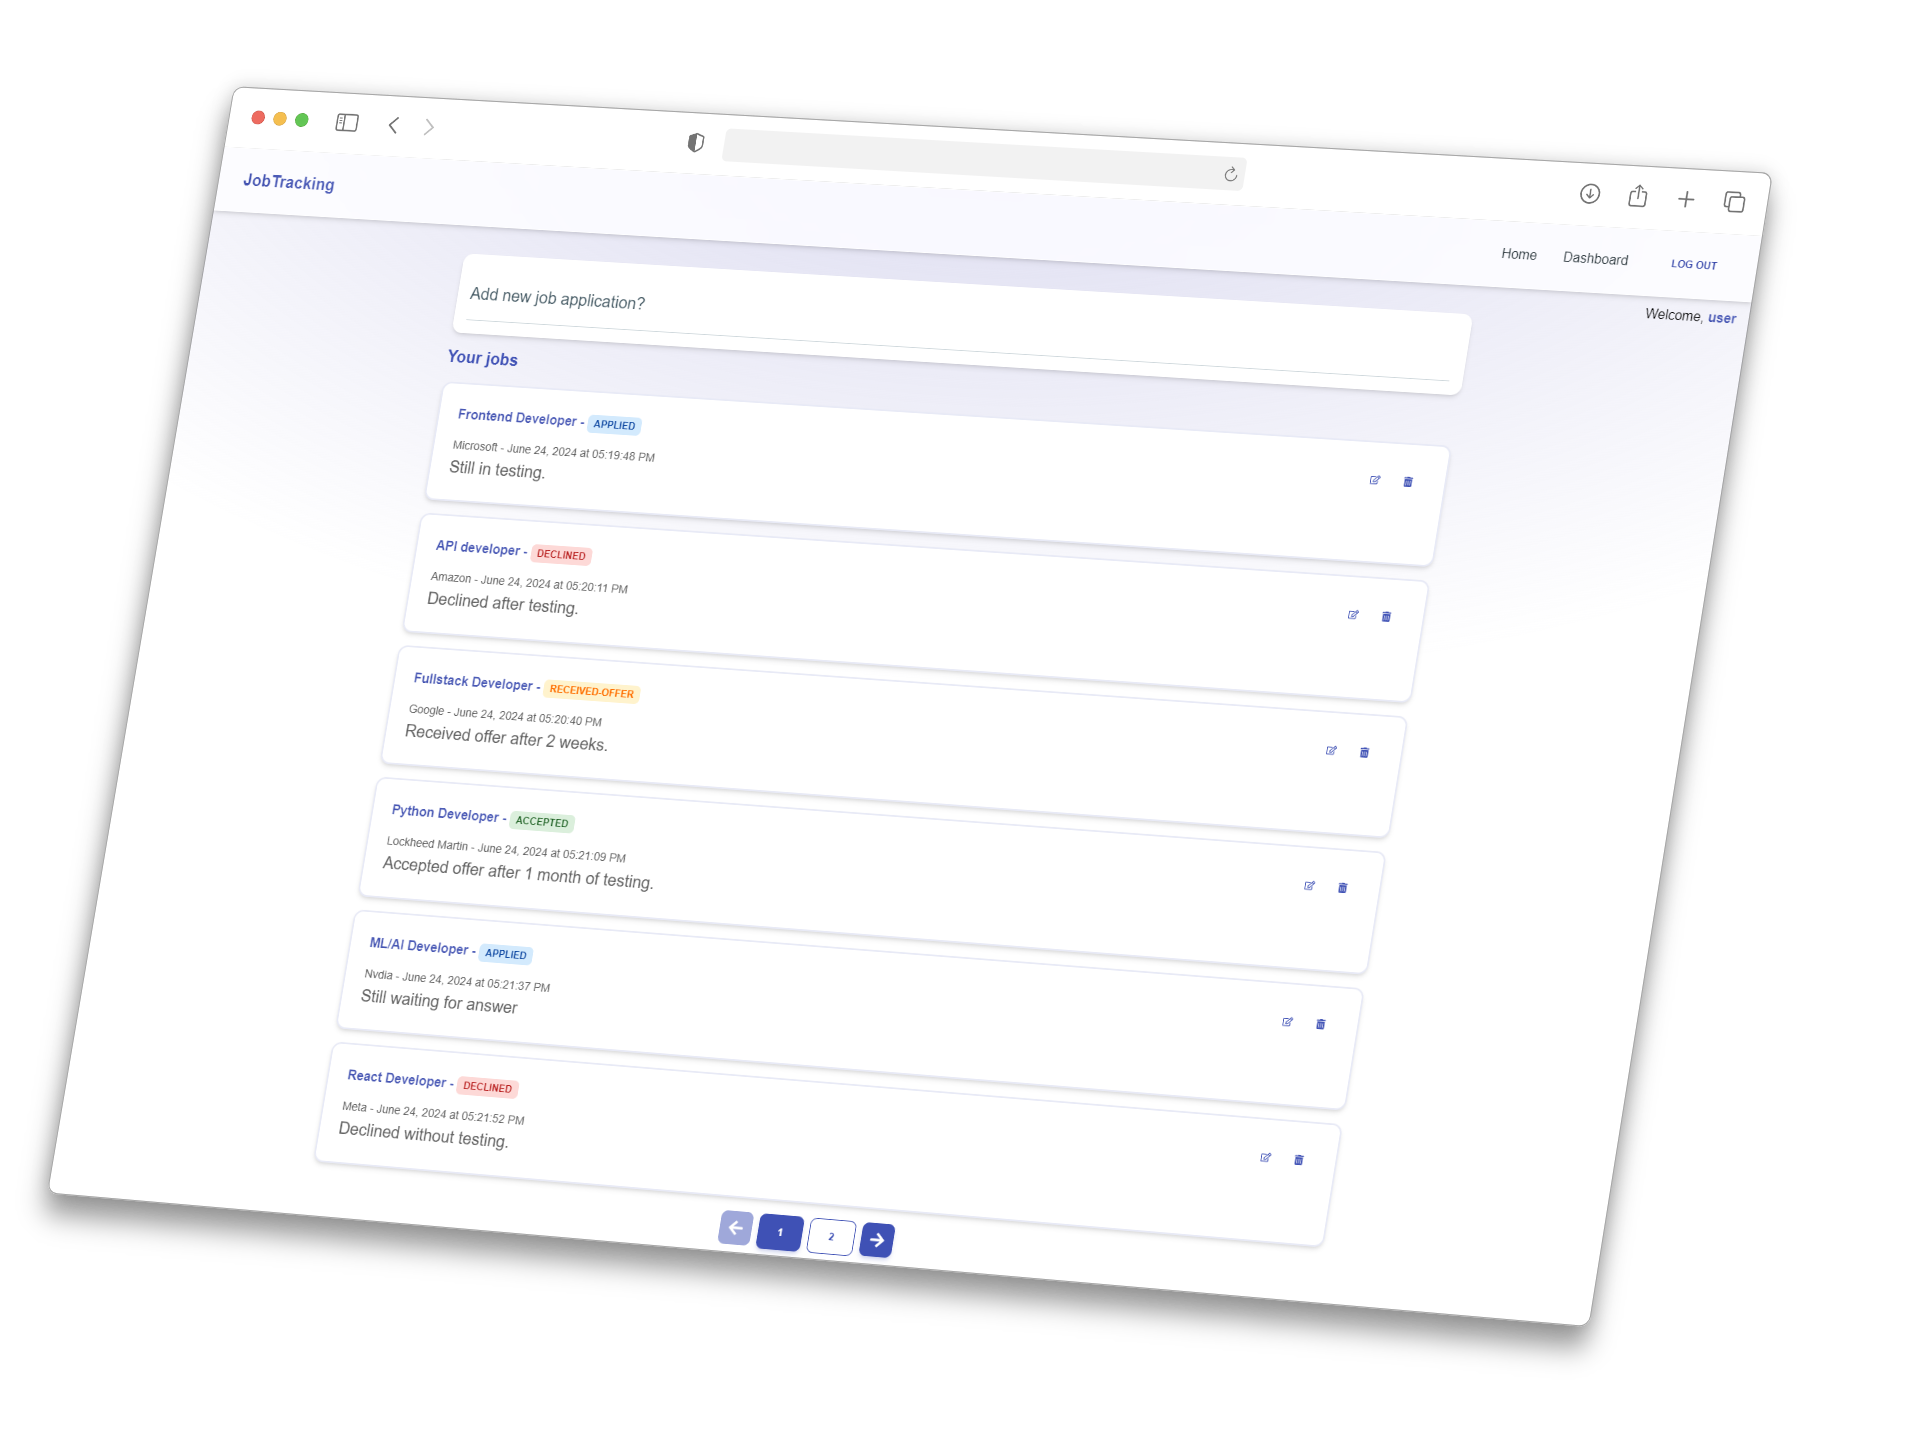 JobTracking
Home Dashboard LOG OUT
Welcome, user
Add new job application?
Your jobs
Frontend Developer - APPLIED
Microsoft - June 24, 2024 at 05:19:48 PM
Still in testing.
API developer - DECLINED
Amazon - June 24, 2024 at 05:20:11 PM
Declined after testing.
Fullstack Developer - RECEIVED-OFFER
Google - June 24, 2024 at 05:20:40 PM
Received offer after 2 weeks.
Python Developer - ACCEPTED
Lockheed Martin - June 24, 2024 at 05:21:09 PM
Accepted offer after 1 month of testing.
ML/AI Developer - APPLIED
Nvdia - June 24, 2024 at 05:21:37 PM
Still waiting for answer
React Developer - DECLINED
Meta - June 24, 2024 at 05:21:52 PM
Declined without testing.
1 2